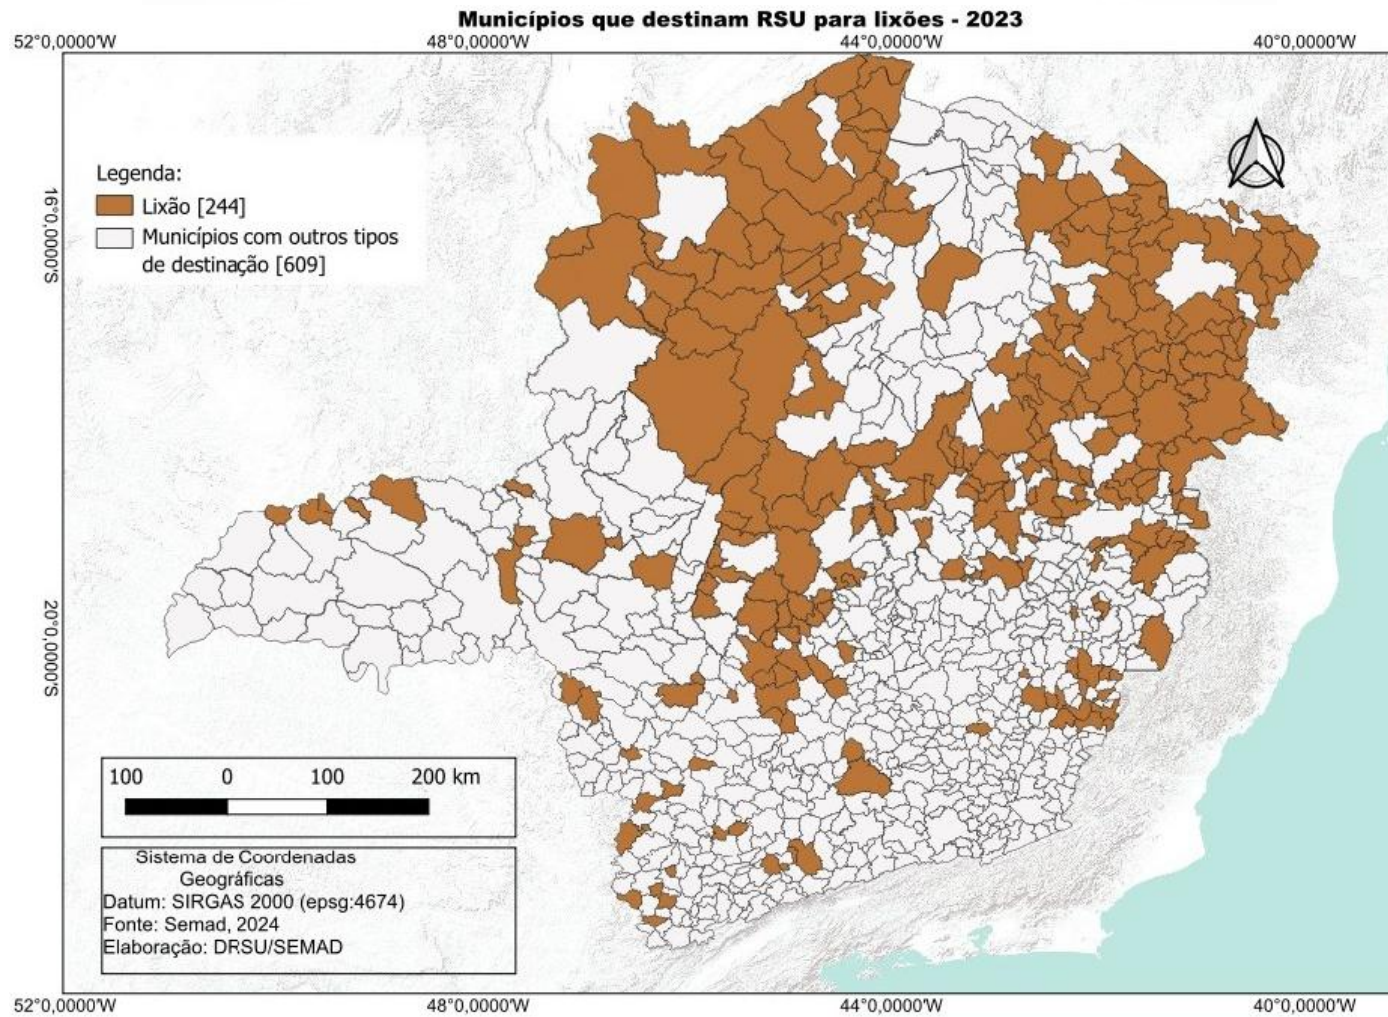 Municípios que destinam RSU para lixões - 2023
52°0,0000'W 48°0,0000'W 44°0,0000'W 40°0,0000'W
16°0,0000'S
20°0,0000'S
Legenda:
Lixão [244]
Municípios com outros tipos
de destinação [609]
100 0 100 200 km
Sistema de Coordenadas
Geográficas
Datum: SIRGAS 2000 (epsg:4674)
Fonte: Semad, 2024
Elaboração: DRSU/SEMAD
52°0,0000'W 48°0,0000'W 44°0,0000'W 40°0,0000'W